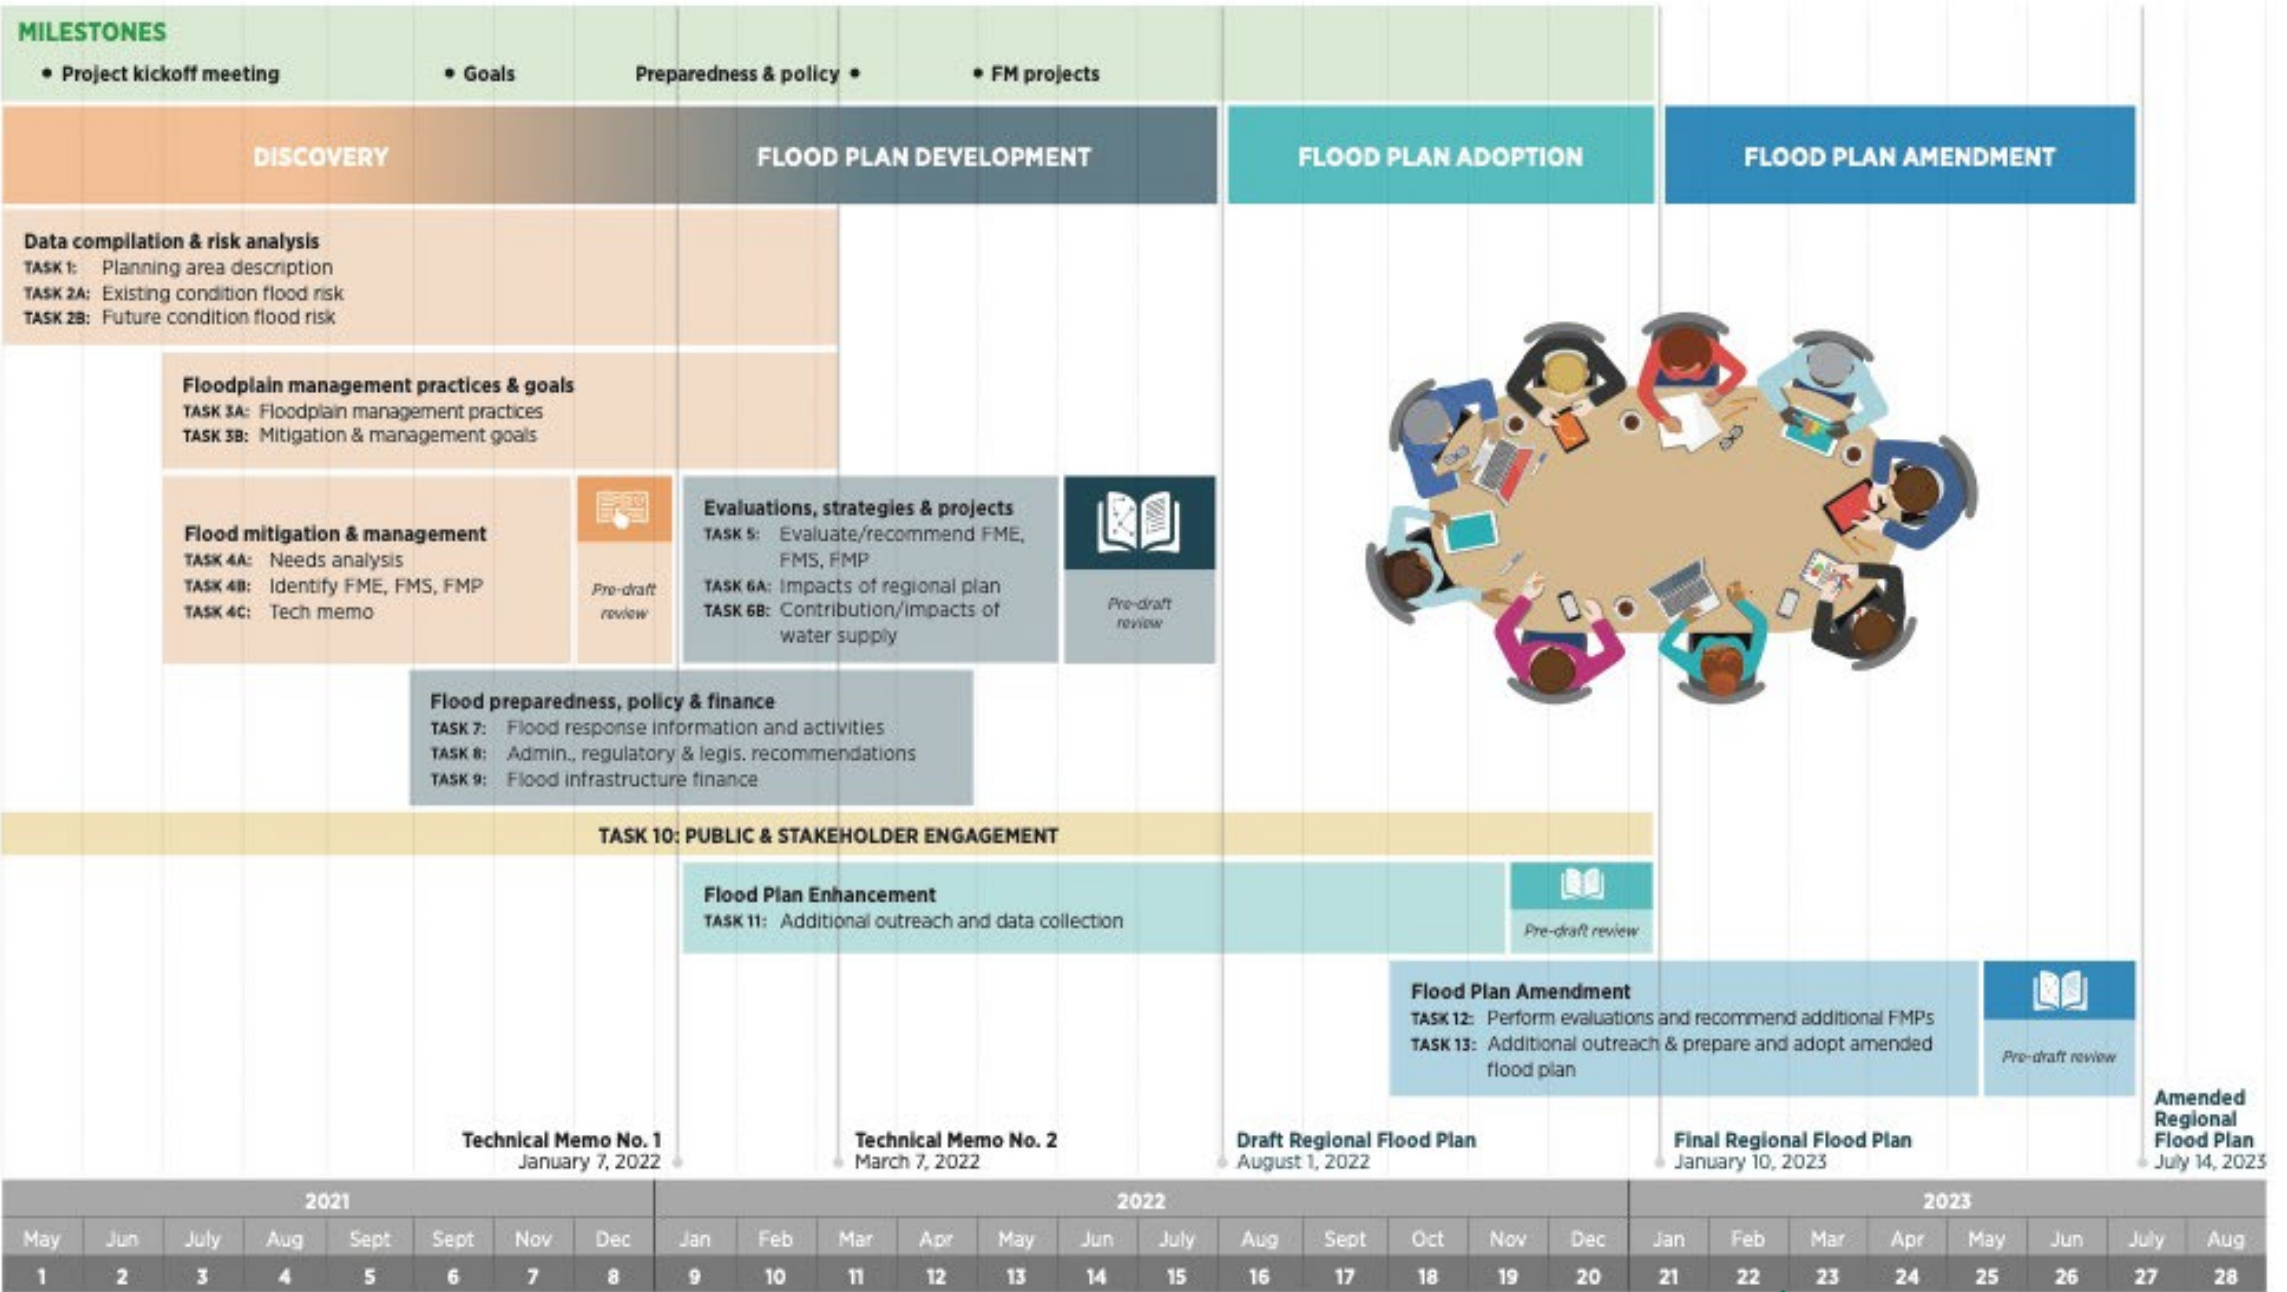 MILESTONES
• Project kickoff meeting
• Goals
Preparedness & policy •
• FM projects
DISCOVERY
FLOOD PLAN DEVELOPMENT
FLOOD PLAN ADOPTION
FLOOD PLAN AMENDMENT
Data compilation & risk analysis
TASK 1: Planning area description
TASK 2A: Existing condition flood risk
TASK 2B: Future condition flood risk
Floodplain management practices & goals
TASK 3A: Floodplain management practices
TASK 3B: Mitigation & management goals
Flood mitigation & management
TASK 4A: Needs analysis
TASK 4B: Identify FME, FMS, FMP
TASK 4C: Tech memo
Pre-draft
review
Evaluations, strategies & projects
TASK 5: Evaluate/recommend FME,
FMS, FMP
TASK 6A: Impacts of regional plan
TASK 6B: Contribution/impacts of
water supply
Pre-draft
review
Flood preparedness, policy & finance
TASK 7: Flood response information and activities
TASK 8: Admin., regulatory & legis. recommendations
TASK 9: Flood infrastructure finance
TASK 10: PUBLIC & STAKEHOLDER ENGAGEMENT
Flood Plan Enhancement
TASK 11: Additional outreach and data collection
Pre-draft review
Flood Plan Amendment
TASK 12: Perform evaluations and recommend additional FMPs
TASK 13: Additional outreach & prepare and adopt amended
flood plan
Pre-draft review
Technical Memo No. 1
January 7, 2022
Technical Memo No. 2
March 7, 2022
Draft Regional Flood Plan
August 1, 2022
Final Regional Flood Plan
January 10, 2023
Amended
Regional
Flood Plan
July 14, 2023
2021 2022 2023
May Jun July Aug Sept Sept Nov Dec Jan Feb Mar Apr May Jun July Aug Sept Oct Nov Dec Jan Feb Mar Apr May Jun July Aug
1 2 3 4 5 6 7 8 9 10 11 12 13 14 15 16 17 18 19 20 21 22 23 24 25 26 27 28